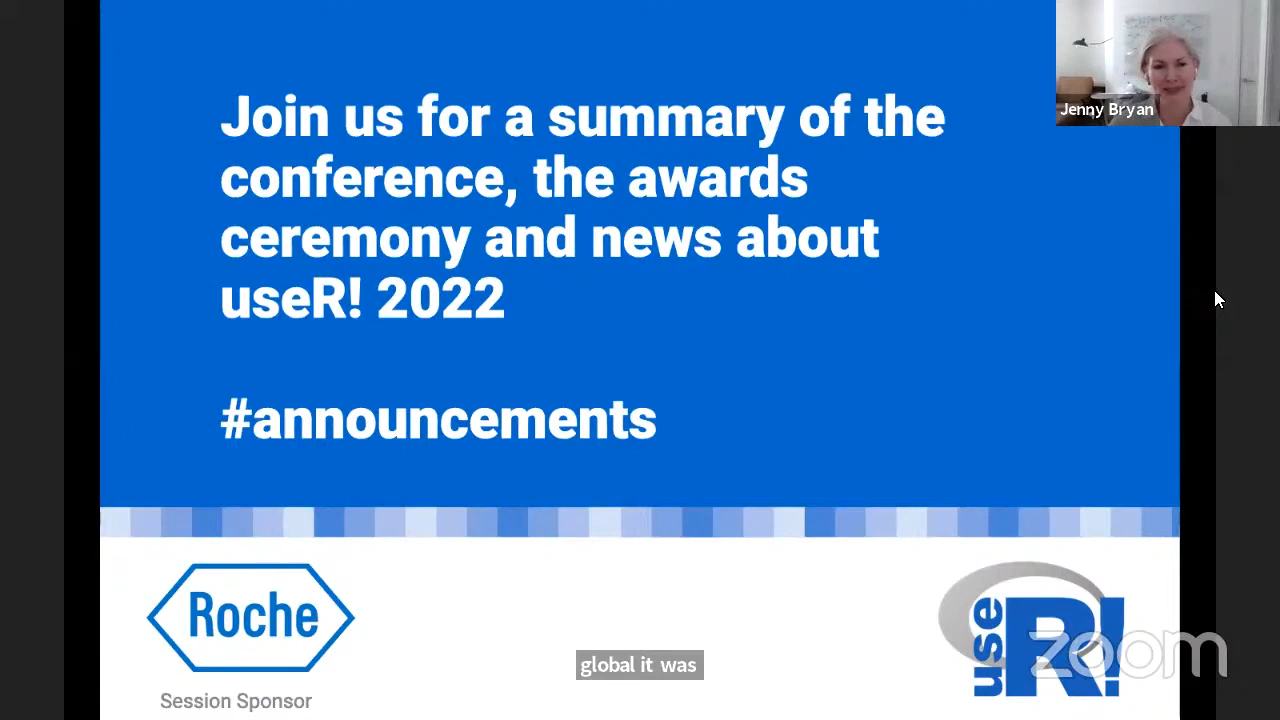 Join us for a summary of the
conference, the awards
ceremony and news about
useR! 2022
#announcements
Jenny Bryan
Roche
Session Sponsor
global it was
use R!
zoom